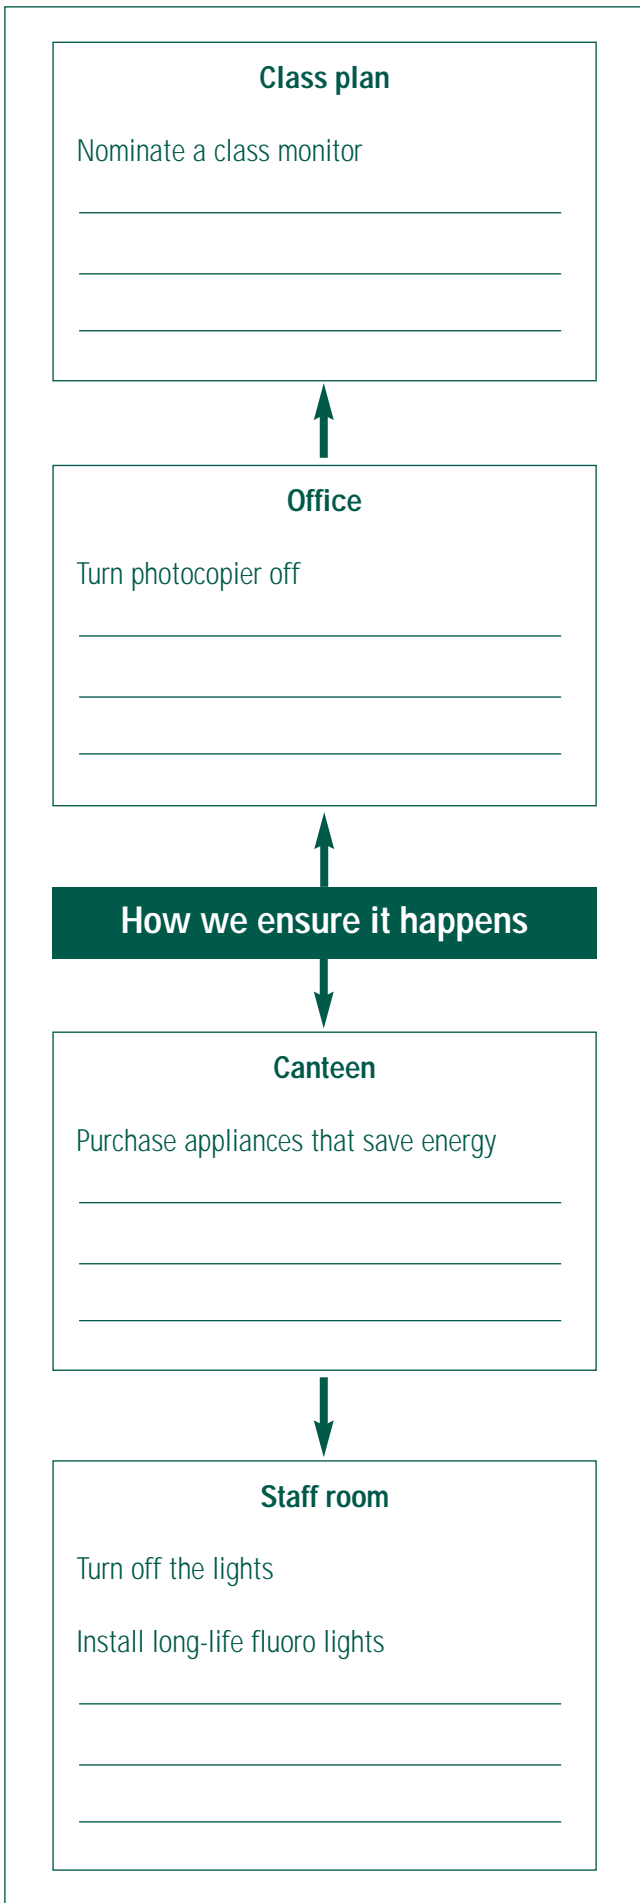 Class plan
Nominate a class monitor
Office
Turn photocopier off
How we ensure it happens
Canteen
Purchase appliances that save energy
Staff room
Turn off the lights
Install long-life fluoro lights